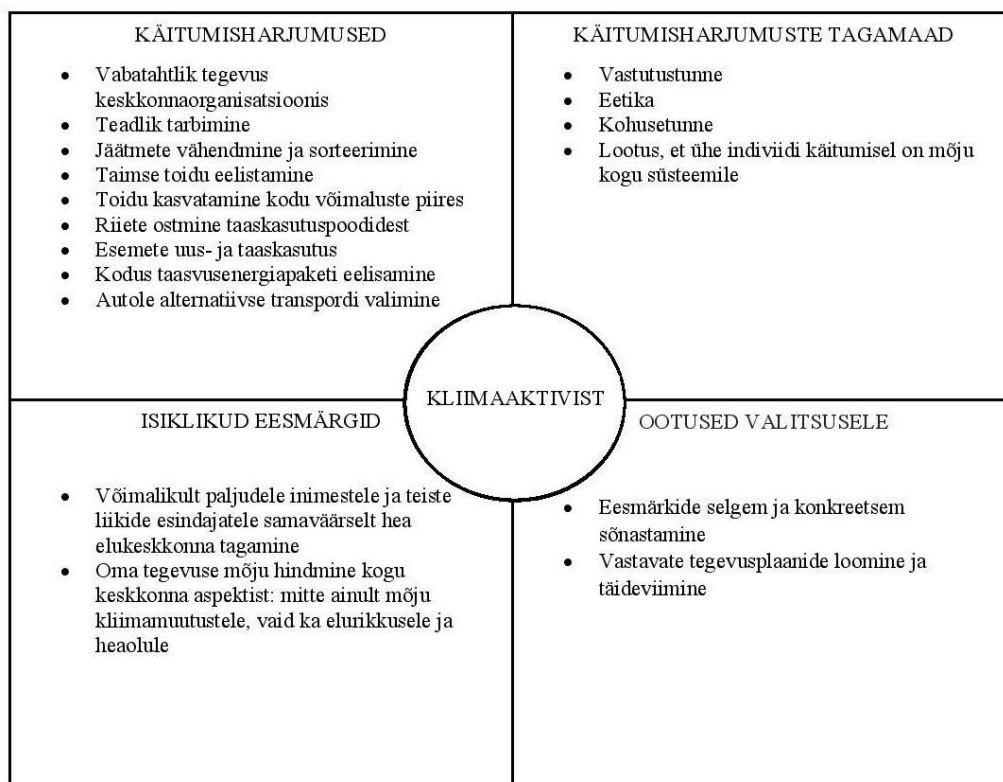 KÄITUMISHARJUMUSED
• Vabatahtlik tegevus
keskkonnaorganisatsioonis
• Teadlik tarbimine
• Jäätmete vähendmine ja sorteerimine
• Taimse toidu eelistamine
• Toidu kasvatamine kodu võimaluste piires
• Riiete ostmine taaskasutuspoodidest
• Esemete uus- ja taaskasutus
• Kodus taasvusenergiapaketi eelisamine
• Autole alternatiivse transpordi valimine
KÄITUMISHARJUMUSTE TAGAMAAD
• Vastutustunne
• Eetika
• Kohusetunne
• Lootus, et ühe indiviidi käitumisel on mõju
kogu süsteemile
KLIIMAAKTIVIST
ISIKLIKUD EESMÄRGID
• Võimalikult paljudele inimestele ja teiste
liikide esindajatele samaväärselt hea
elukeskkonna tagamine
• Oma tegevuse mõju hindmine kogu
keskkonna aspektist: mitte ainult mõju
kliimamuutustele, vaid ka elurikkusele ja
heaolule
OOTUSED VALITSUSELE
• Eesmärkide selgem ja konkreetsem
sõnastamine
• Vastavate tegevusplaanide loomine ja
täideviimine